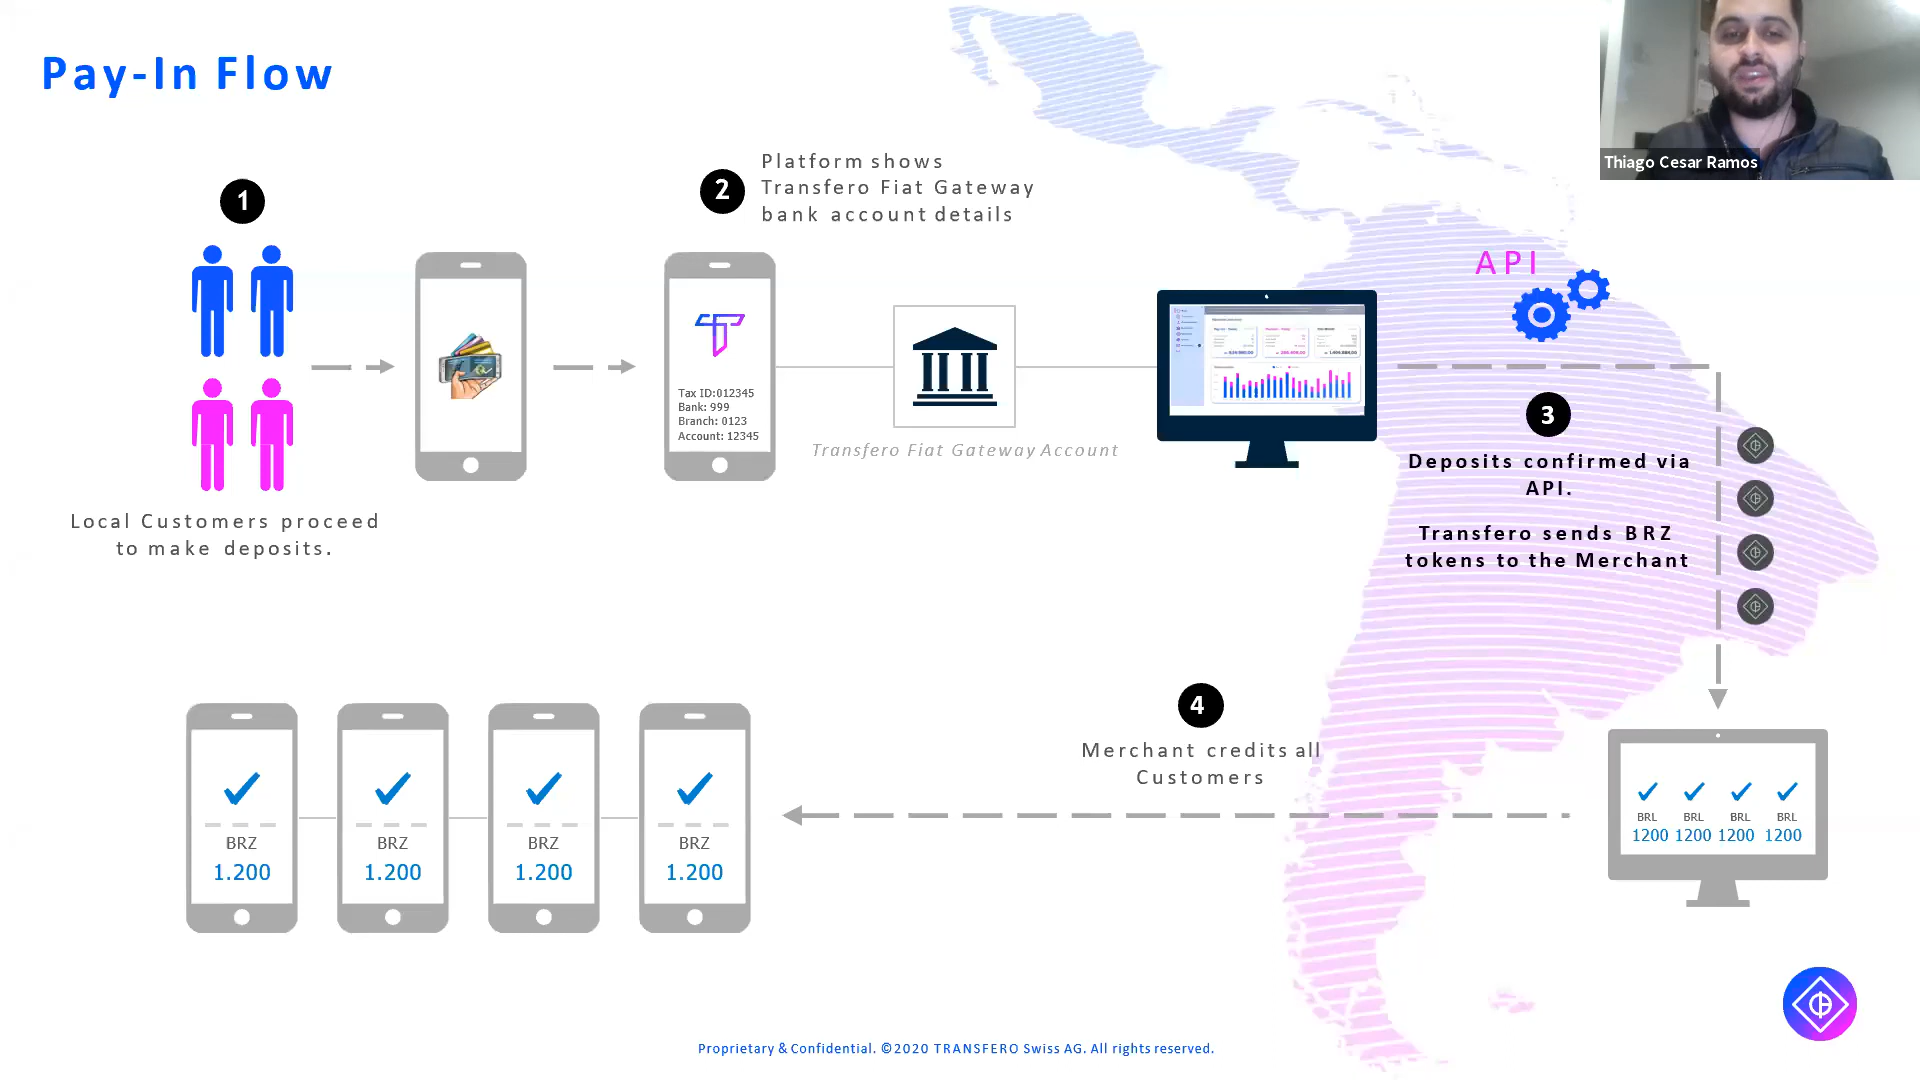 Pay-In Flow
Thiago Cesar Ramos
1
2
Platform shows
Transfero Fiat Gateway
bank account details
API
Tax ID:012345
Bank: 999
Branch: 0123
Account: 12345
Transfero Fiat Gateway Account
3
Deposits confirmed via
API.
Transfero sends BRZ
tokens to the Merchant
Local Customers proceed
to make deposits.
4
Merchant credits all
Customers
BRZ
1.200
BRZ
1.200
BRZ
1.200
BRZ
1.200
BRL BRL BRL BRL
1200 1200 1200 1200
Proprietary & Confidential. ©2020 TRANSFERO Swiss AG. All rights reserved.